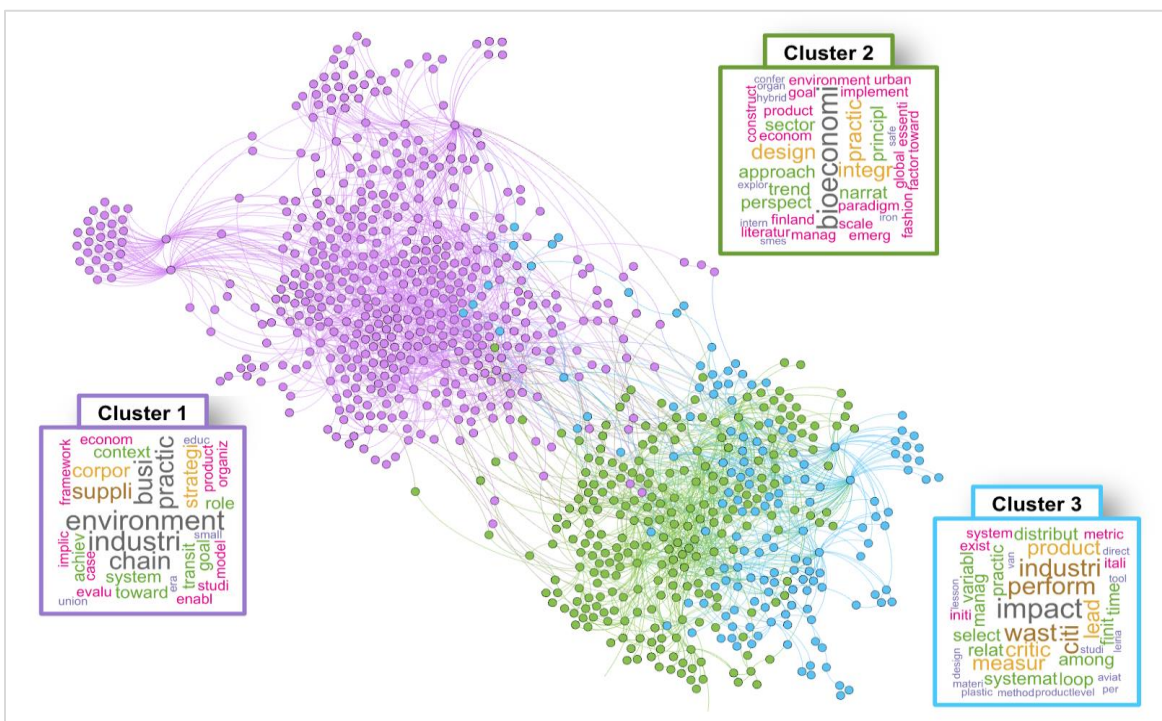 Cluster 2
confer environment urban
organ
hybrid goal implement
construct
product
sector
econom
bioeconomi
practic
principl
safe
essenti
global
toward
factor
fashion
design
integr
approach
explor
trend
narrat
perspect
paradigm
intern finland
scale
iron
literatur manag
emerg
smes
Cluster 1
framework
econom
educ
context
corpor
suppli
busi
practic
strategi
product
organiz
role
environment
industri
small
chain
implic
achiev
case
system
transit
goal
model
evalu toward
era
studi
union
enabl
Cluster 3
system distribut metric
exist
van
product
direct
variabl
manag
practic
industri
itali
lesson
perform
lead
time
tool
initi
impact
finit
select
wast
citi
leiria
relat critic
studi
design
measur
among
materi
systemat loop
aviat
plastic method productlevel
per